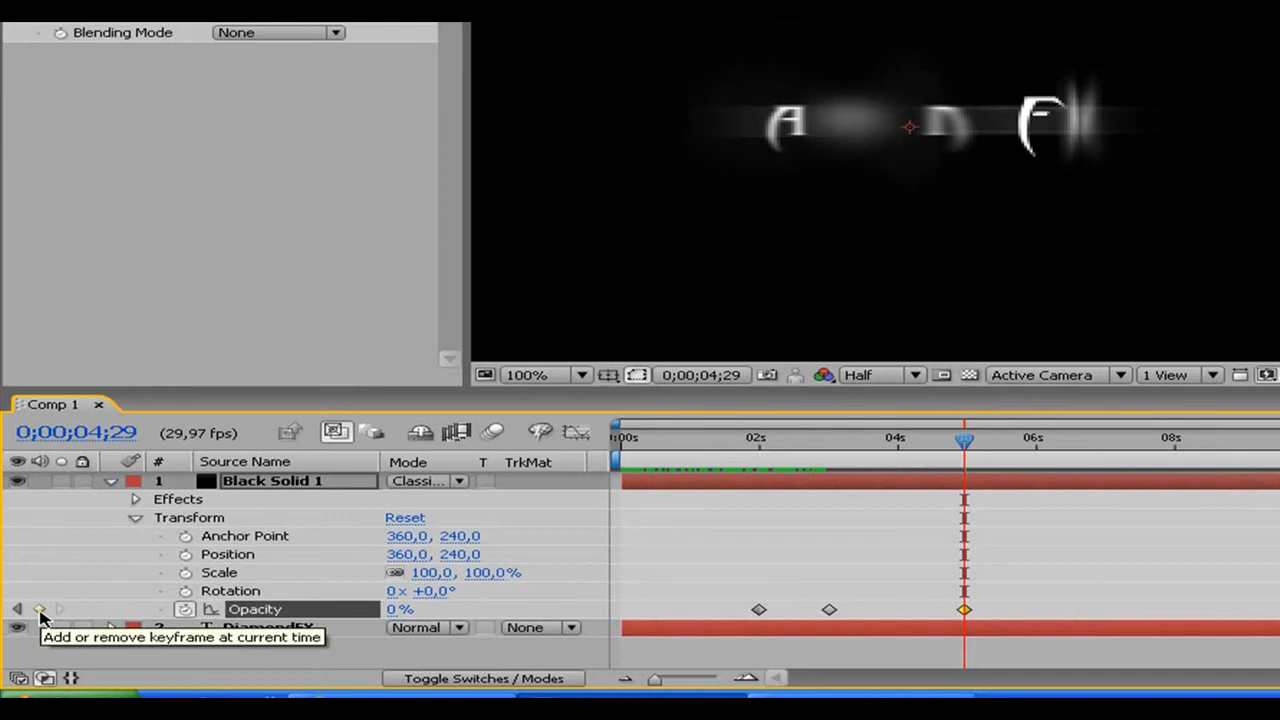 Blending Mode None
A D F
100% 0;00;04;29 Half Active Camera 1 View
Comp 1 ×
0;00;04;29 (29,97 fps)
:00s 02s 04s 06s 08s
# Source Name Mode T TrkMat
1 Black Solid 1 Classi...
Effects
Transform Reset
Anchor Point 360,0, 240,0
Position 360,0, 240,0
Scale 100,0, 100,0%
Rotation 0x +0,0°
Opacity 0%
2 T DiamondFX Normal None
Add or remove keyframe at current time
Toggle Switches / Modes